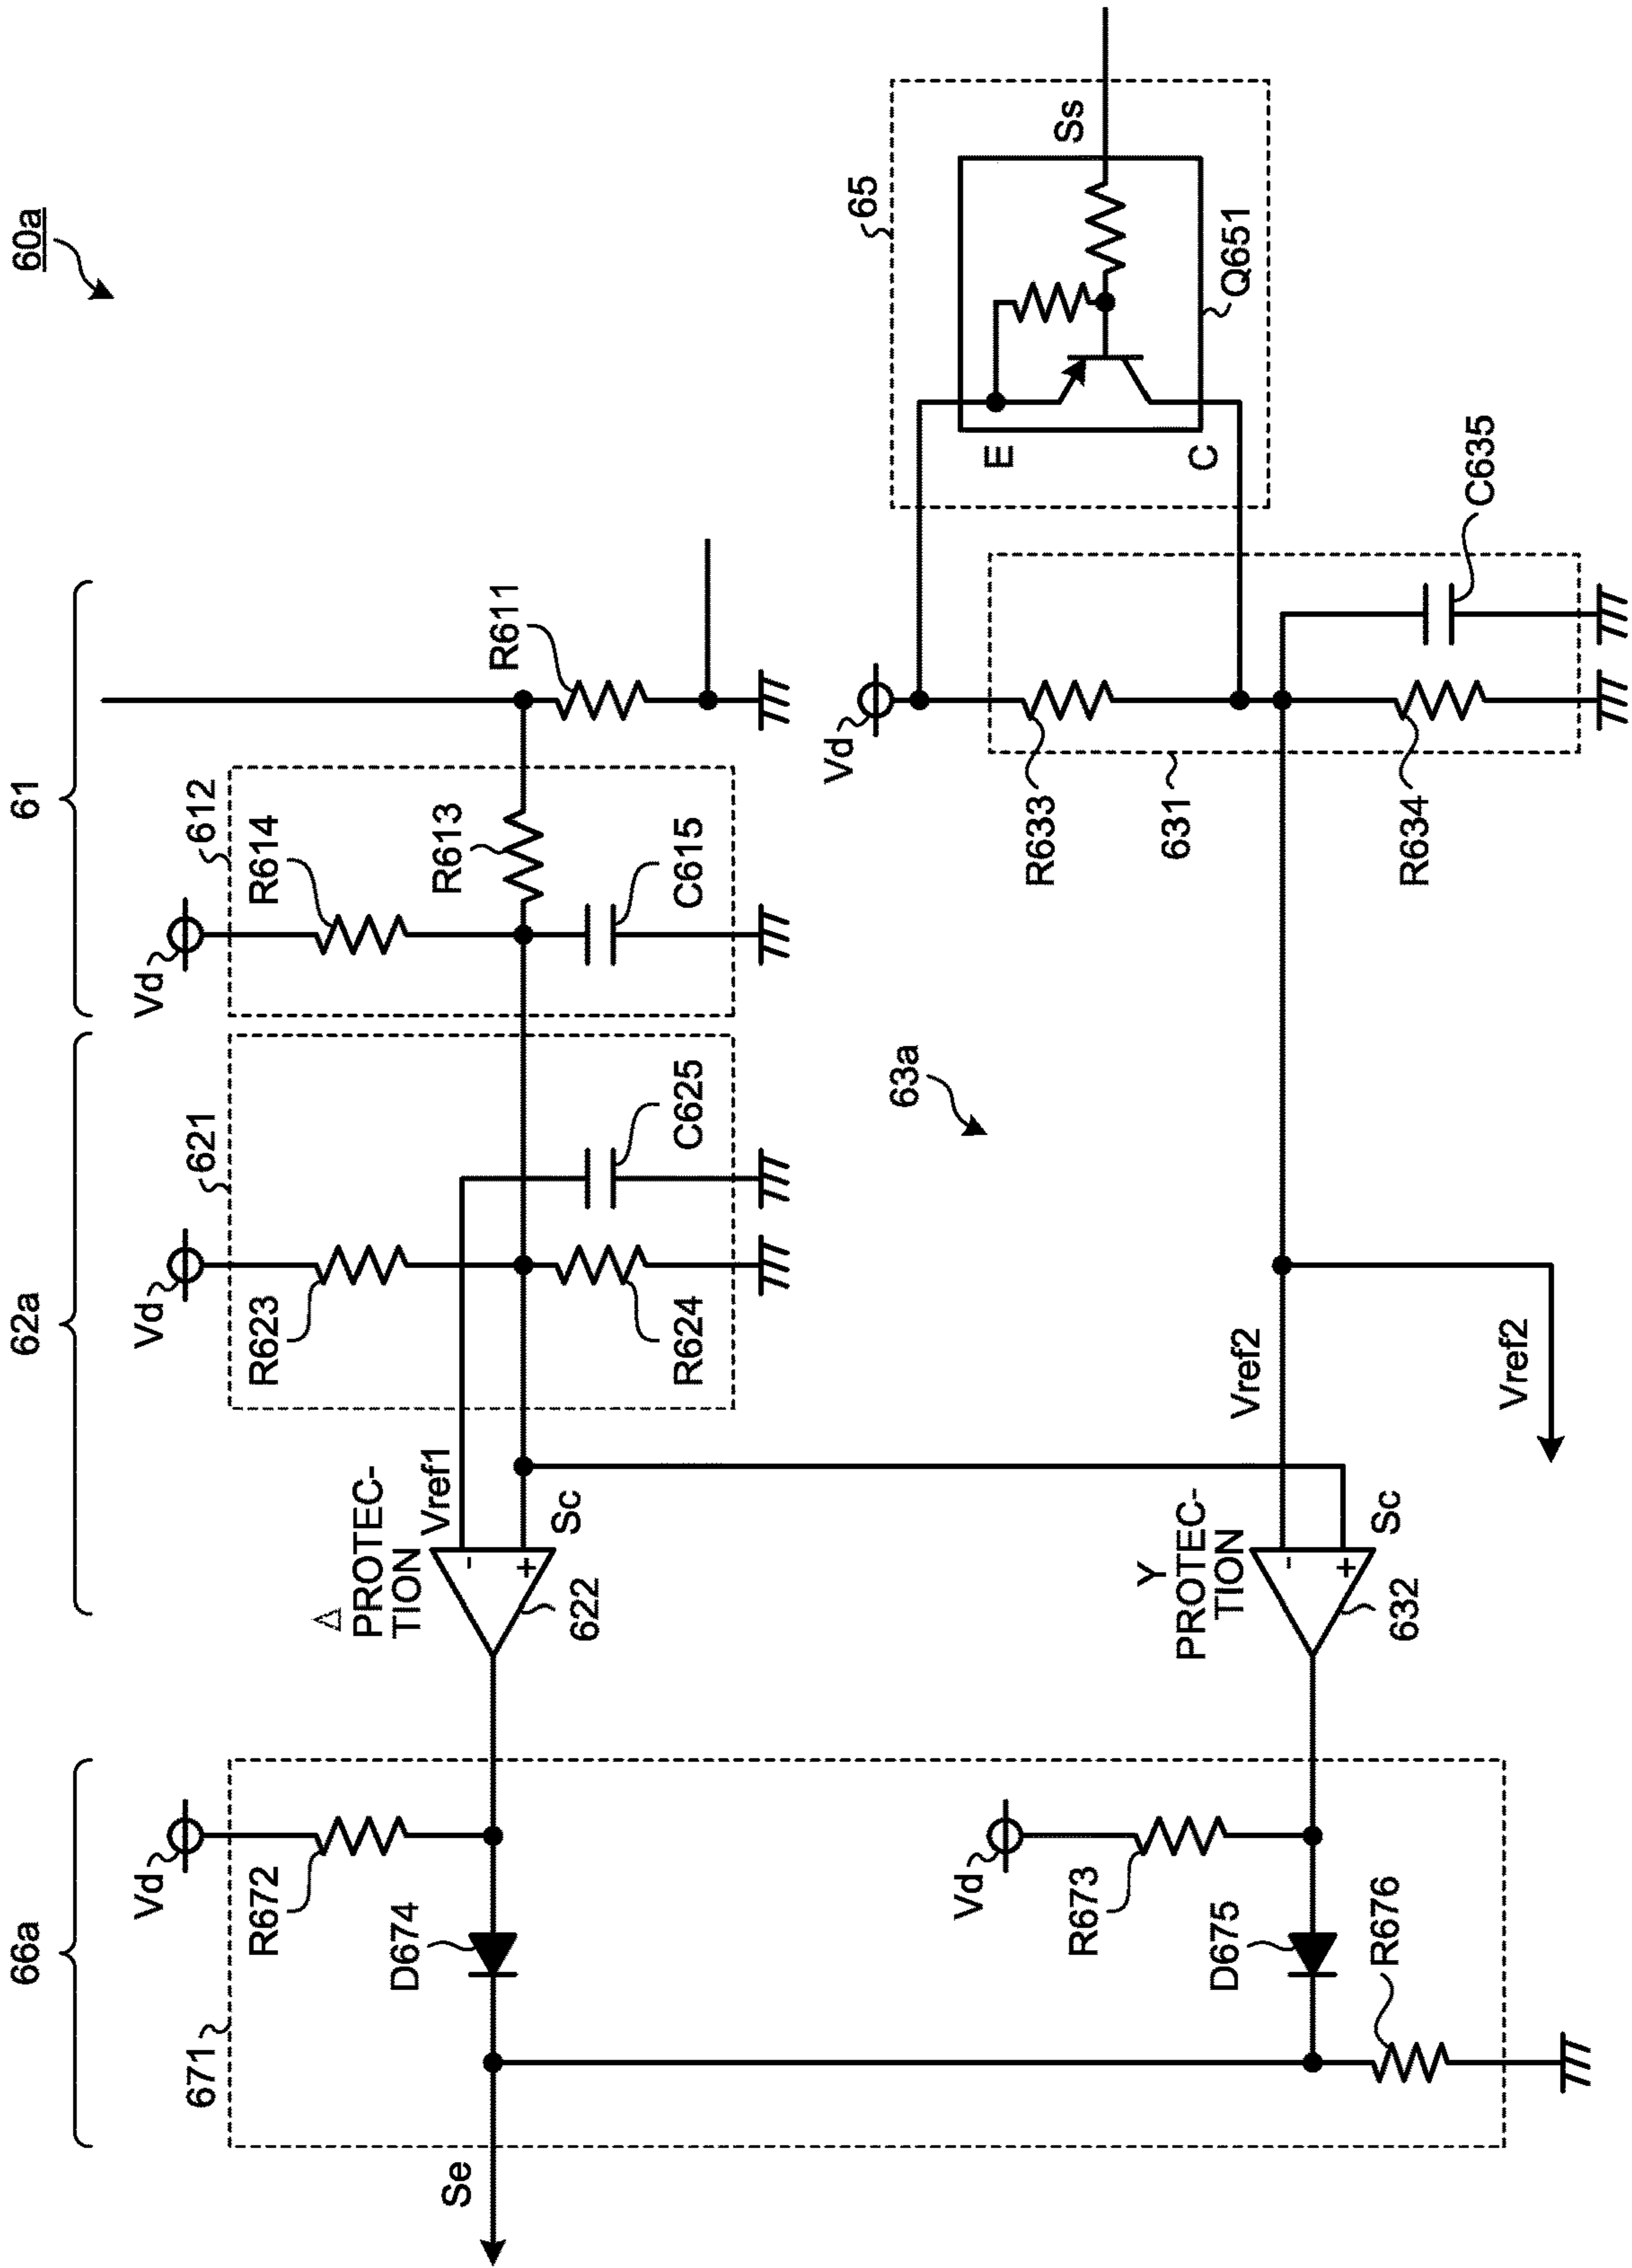 60a
61
62a
66a
612
Vd
R614
R613
C615
R611
621
Vd
R623
R624
C625
Vref1
Sc
△
PROTEC-
TION
622
671
Vd
R672
D674
Se
65
Ss
Q651
E
C
Vd
R633
631
R634
C635
63a
Vref2
Vref2
Sc
Y
PROTEC-
TION
632
-
+
-
+
Vd
R673
D675
R676